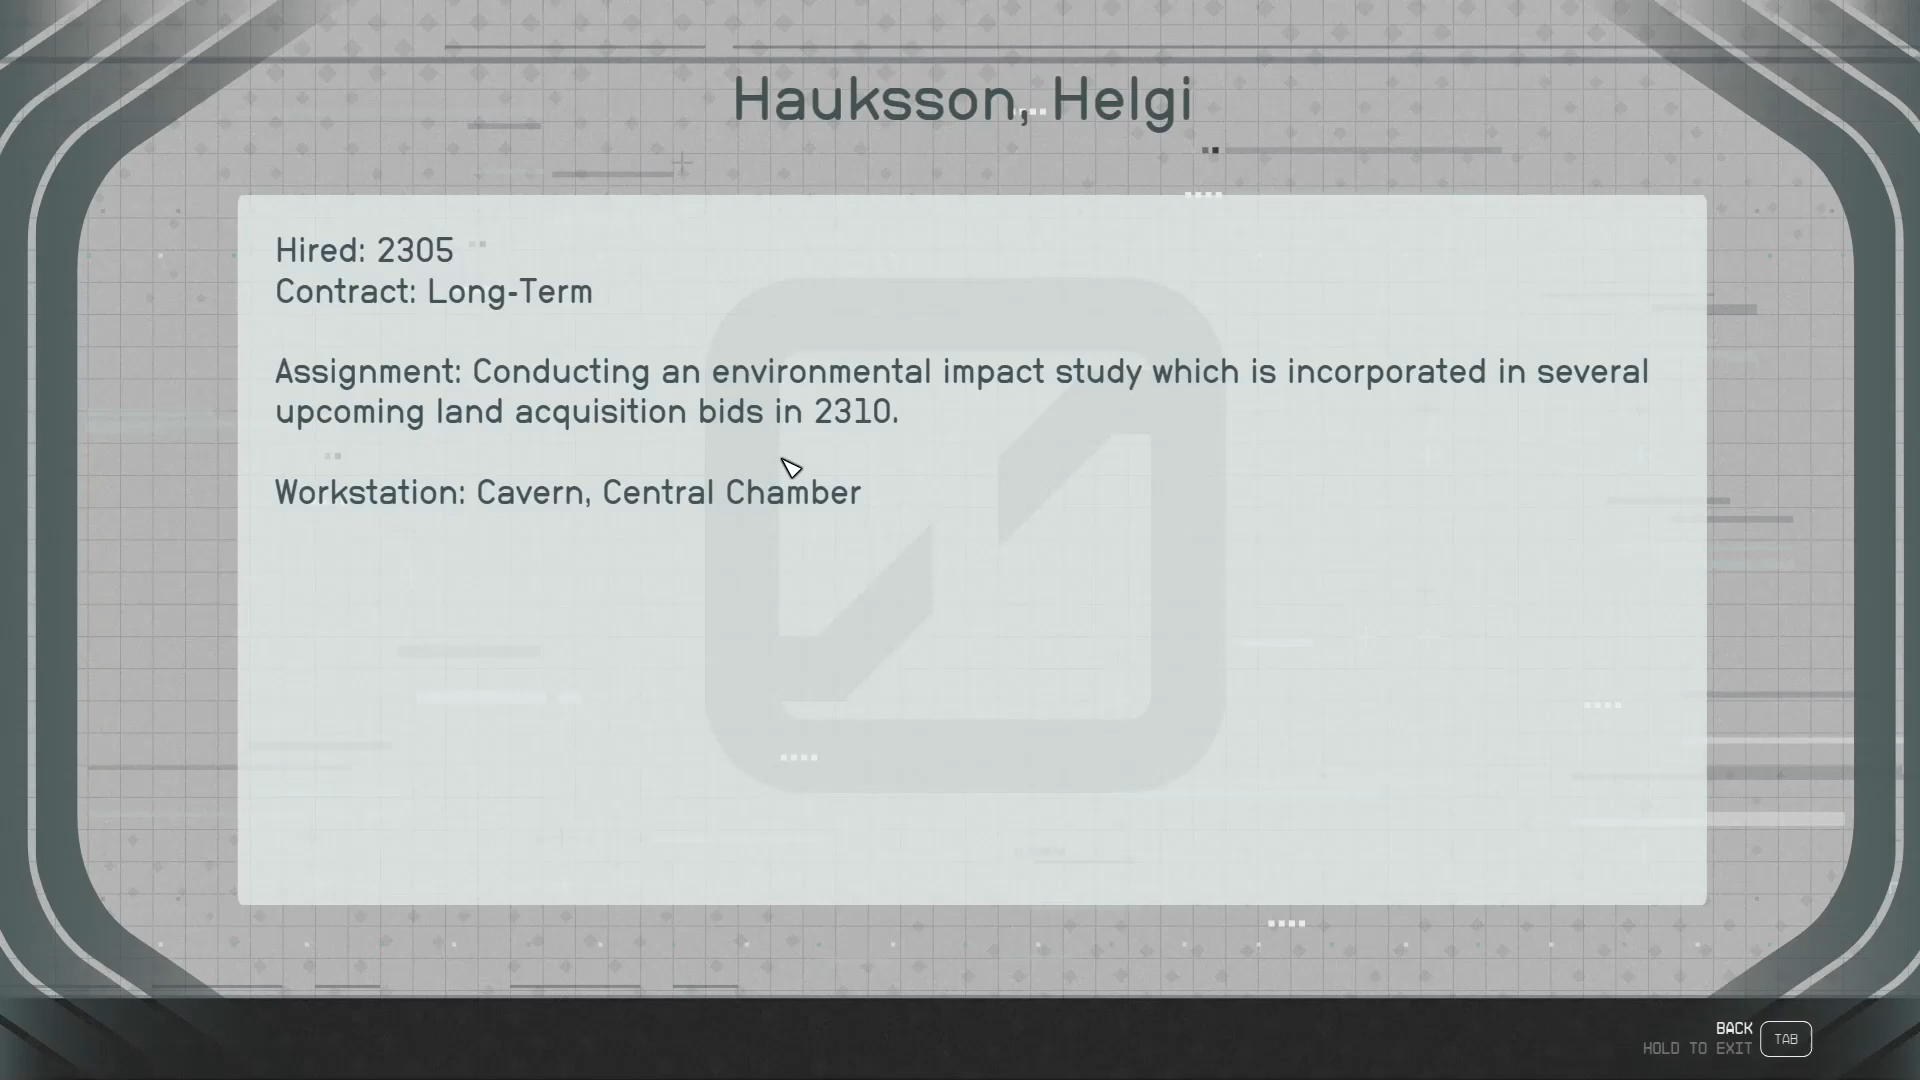 Hauksson, Helgi
Hired: 2305
Contract: Long-Term
Assignment: Conducting an environmental impact study which is incorporated in several
upcoming land acquisition bids in 2310.
Workstation: Cavern, Central Chamber
BACK
HOLD TO EXIT
TAB